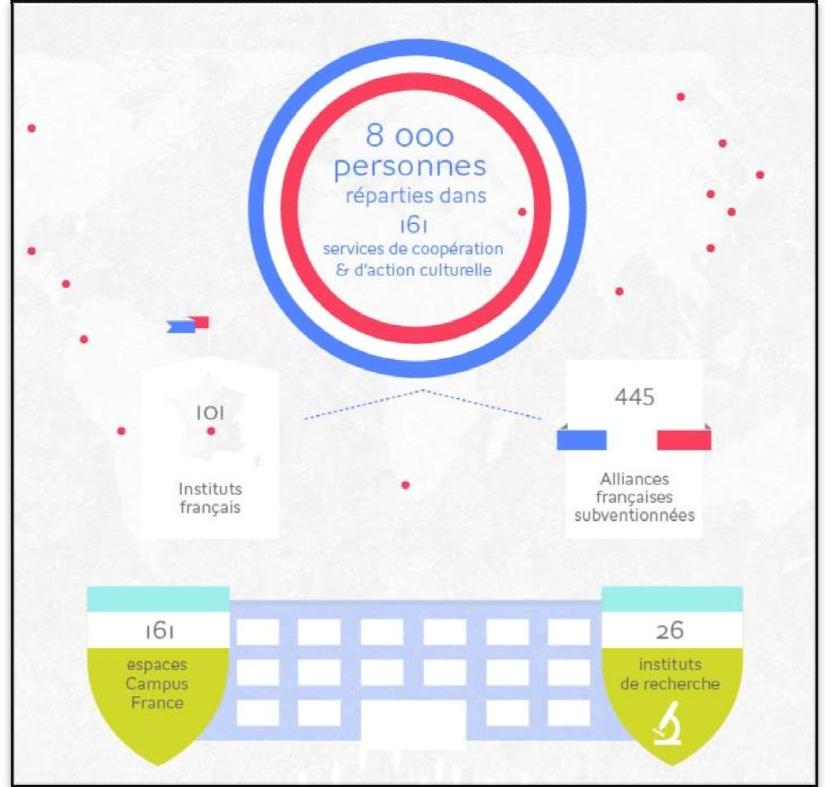 8 000
personnes
réparties dans
161
services de coopération
& d'action culturelle
101
Instituts
français
445
Alliances
françaises
subventionnées
161
espaces
Campus
France
26
instituts
de recherche